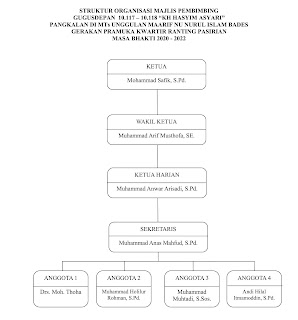 STRUKTUR ORGANISASI MAJLIS PEMBIMBING
GUGUSDEPAN 10.117 – 10.118 “KH HASYIM ASYARI”
PANGKALAN DI MTs UNGGULAN MAARIF NU NURUL ISLAM BADES
GERAKAN PRAMUKA KWARTIR RANTING PASIRIAN
MASA BHAKTI 2020 - 2022
KETUA
Mohammad Safik, S.Pd.
WAKIL KETUA
Muhammad Arif Musthofa, SE.
KETUA HARIAN
Muhammad Anwar Arisadi, S.Pd.
SEKRETARIS
Muhammad Anas Mahfud, S.Pd.
ANGGOTA 1
Drs. Moh. Thoha
ANGGOTA 2
Muhammad Holilur
Rohman, S.Pd.
ANGGOTA 3
Muhammad
Muhtadi, S.Sos.
ANGGOTA 4
Andi Hilal
Imamoddin, S.Pd.